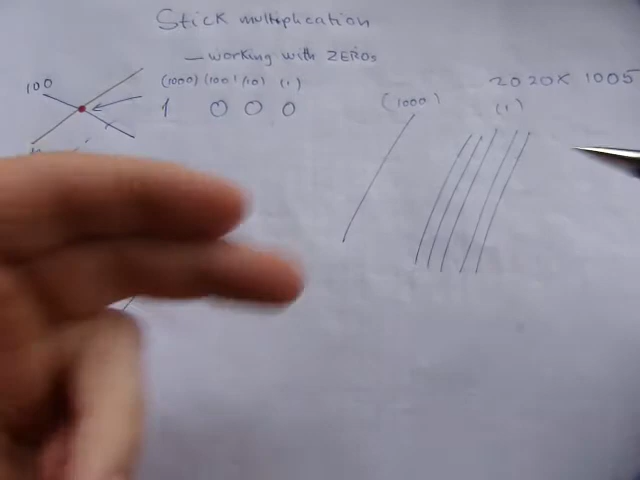 Stick multiplication
— working with ZEROs
100
(1000) (100) (10) (1)
1 0 0 0
2020 x 1005
(1000) (1)